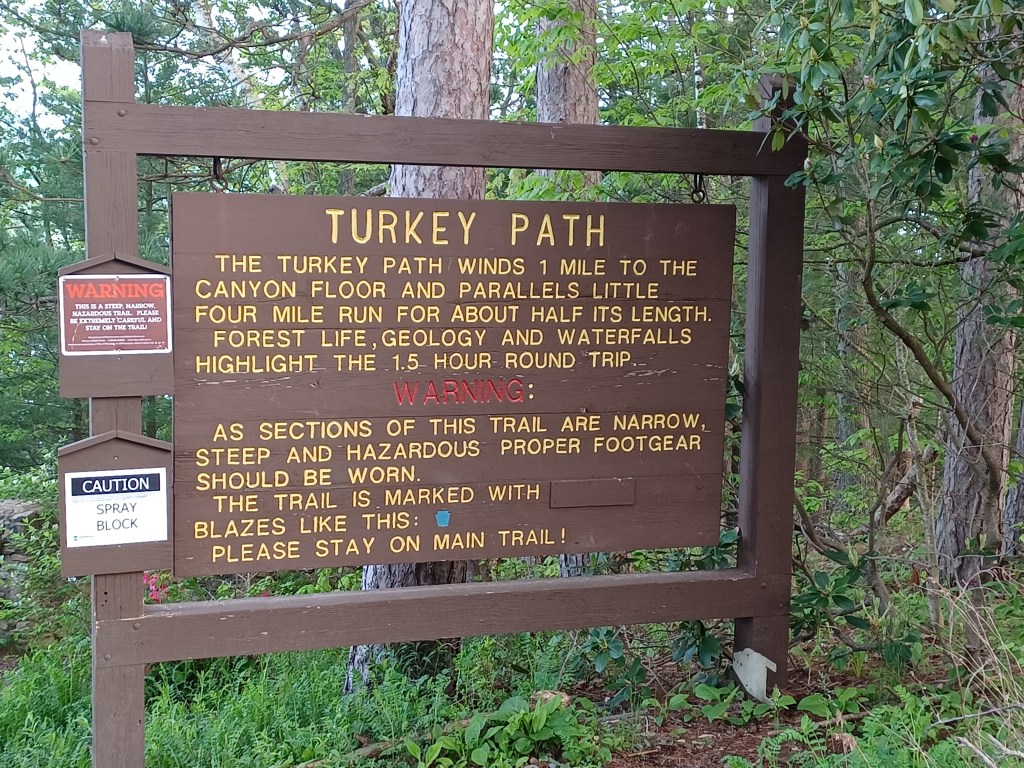 TURKEY PATH
THE TURKEY PATH WINDS 1 MILE TO THE
CANYON FLOOR AND PARALLELS LITTLE
FOUR MILE RUN FOR ABOUT HALF ITS LENGTH.
FOREST LIFE, GEOLOGY AND WATERFALLS
HIGHLIGHT THE 1.5 HOUR ROUND TRIP.
WARNING:
AS SECTIONS OF THIS TRAIL ARE NARROW,
STEEP AND HAZARDOUS PROPER FOOTGEAR
SHOULD BE WORN.
THE TRAIL IS MARKED WITH
BLAZES LIKE THIS:
PLEASE STAY ON MAIN TRAIL!
WARNING
THIS IS A STEEP, NARROW,
HAZARDOUS TRAIL. PLEASE
BE EXTREMELY CAREFUL AND
STAY ON THE TRAIL!
CAUTION
SPRAY
BLOCK